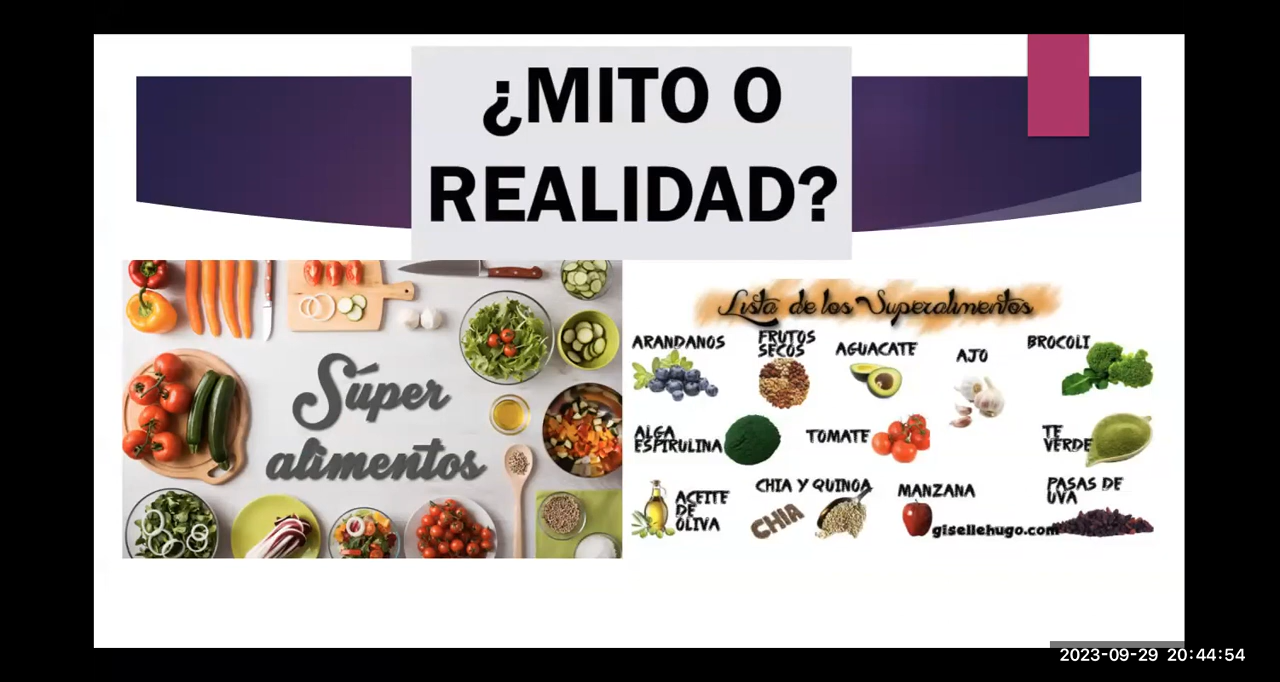 ¿MITO O
REALIDAD?
Súper
alimentos
Lista de los Superalimentos
ARANDANOS
FRUTOS
SECOS
AGUACATE
AJO
BROCOLI
ALGA
ESPIRULINA
TOMATE
TE
VERDE
ACEITE
DE
OLIVA
CHIA Y QUINOA
CHIA
MANZANA
PASAS DE
UVA
gisellehugo.com
2023-09-29 20:44:54